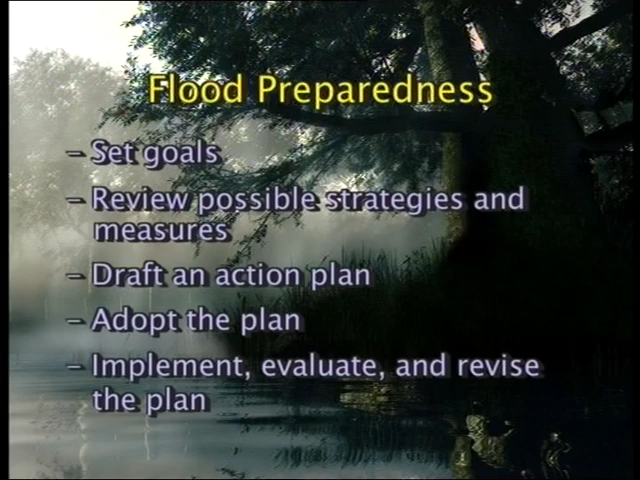 Flood Preparedness
– Set goals
– Review possible strategies and
measures
– Draft an action plan
– Adopt the plan
– Implement, evaluate, and revise
the plan